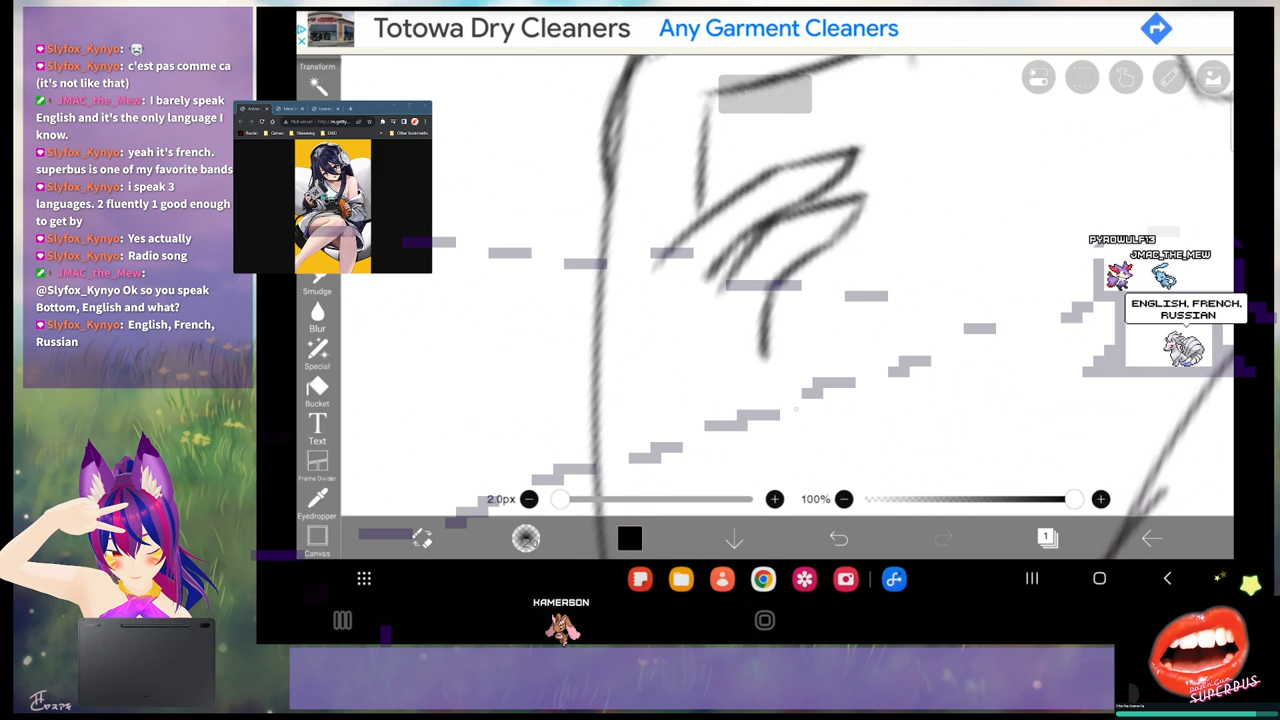 Totowa Dry Cleaners
Any Garment Cleaners
Slyfox_Kynyo:
Slyfox_Kynyo:
c'est pas comme ca
(it's not like that)
JMAC_the_Mew: I barely speak
English and it's the only language I
know.
Slyfox_Kynyo: yeah it's french.
superbus is one of my favorite bands
Slyfox_Kynyo: i speak 3
languages. 2 fluently 1 good enough
to get by
Slyfox_Kynyo: Yes actually
Slyfox_Kynyo: Radio song
JMAC_the_Mew:
@Slyfox_Kynyo Ok so you speak
Bottom, English and what?
Slyfox_Kynyo: English, French,
Russian
Transform
Smudge
Blur
Special
Bucket
Text
Frame Divider
Eyedropper
Canvas
2.0px
100%
1
PYROWULF13
JMAC_THE_MEW
ENGLISH, FRENCH,
RUSSIAN
KAMERSON
SUPERBUS